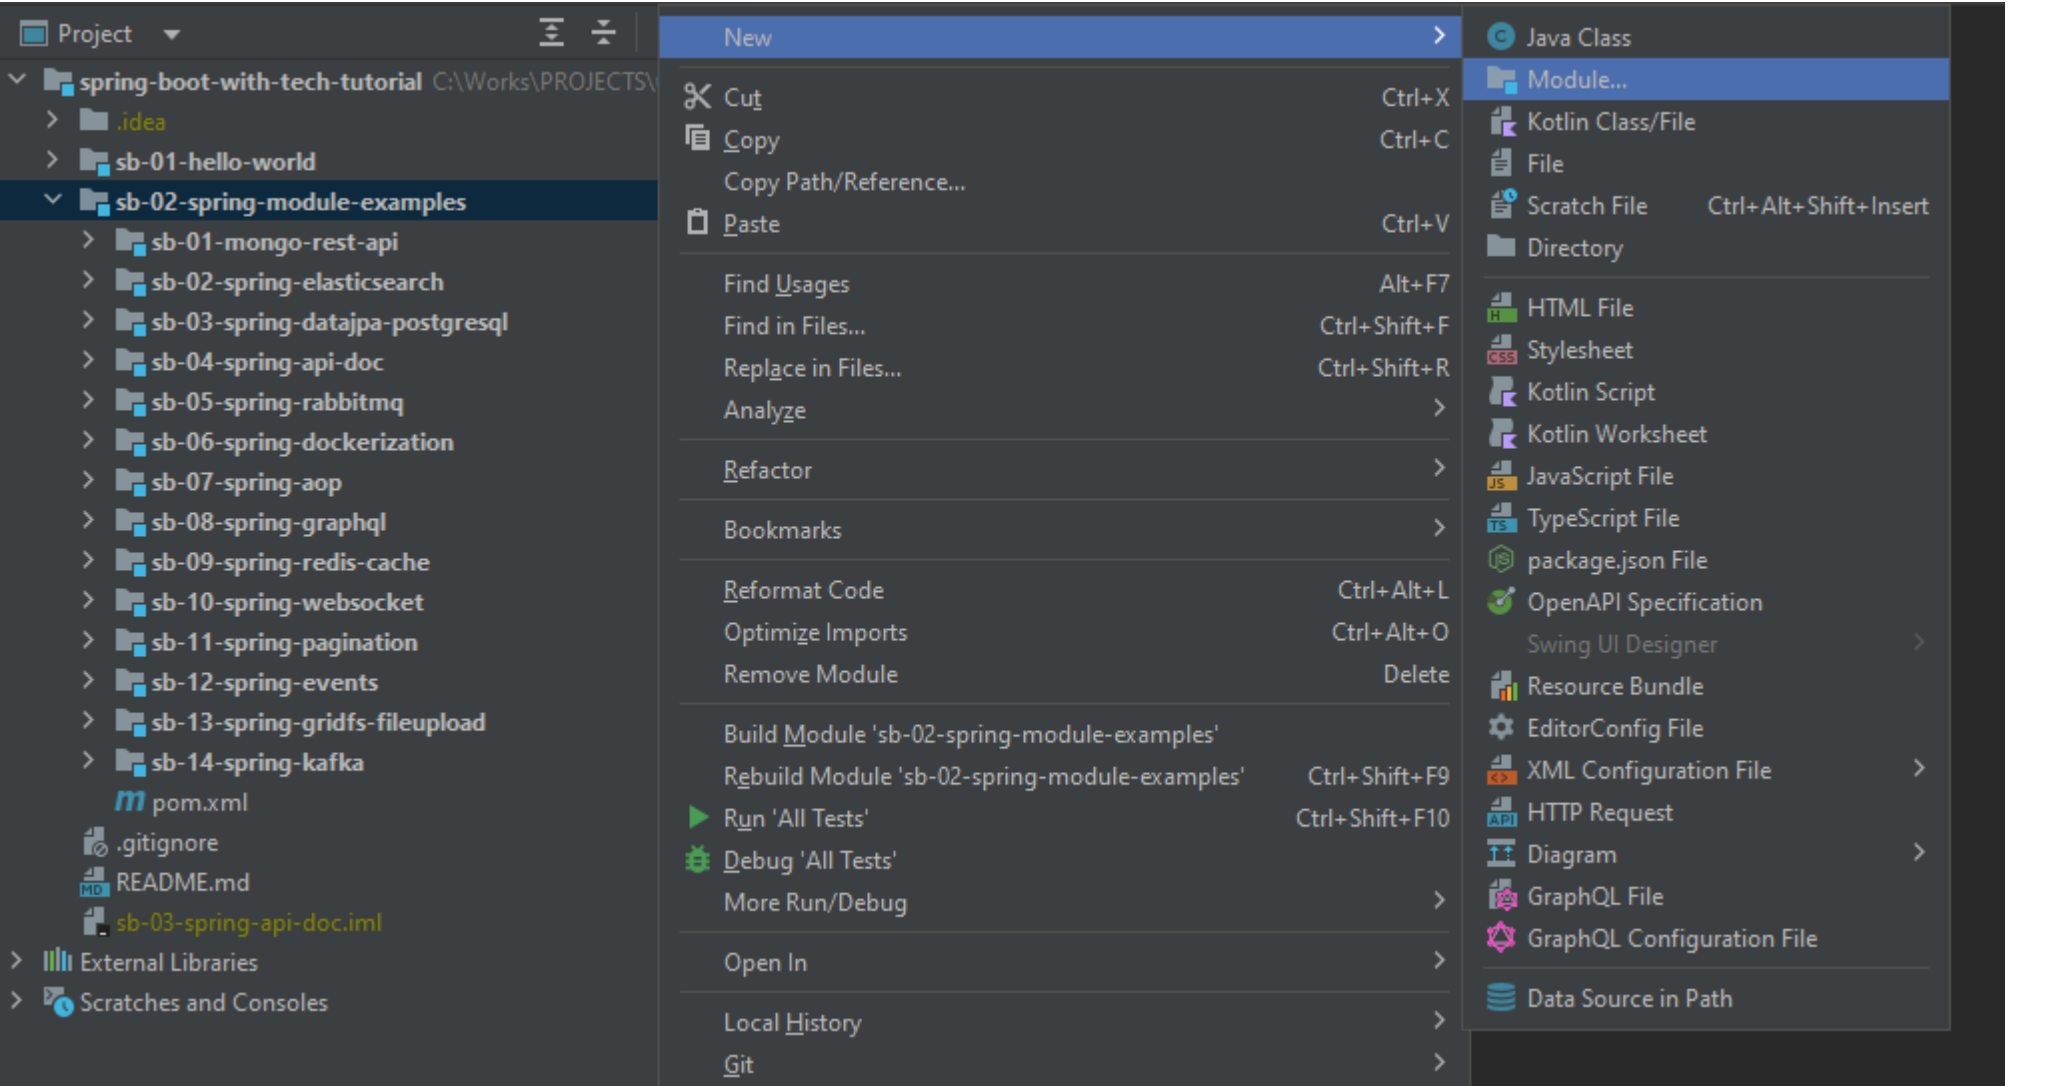 Project
spring-boot-with-tech-tutorial C:\Works\PROJECTS\
.idea
sb-01-hello-world
sb-02-spring-module-examples
sb-01-mongo-rest-api
sb-02-spring-elasticsearch
sb-03-spring-datajpa-postgresql
sb-04-spring-api-doc
sb-05-spring-rabbitmq
sb-06-spring-dockerization
sb-07-spring-aop
sb-08-spring-graphql
sb-09-spring-redis-cache
sb-10-spring-websocket
sb-11-spring-pagination
sb-12-spring-events
sb-13-spring-gridfs-fileupload
sb-14-spring-kafka
m pom.xml
.gitignore
MD README.md
sb-03-spring-api-doc.iml
External Libraries
Scratches and Consoles
New
Cut Ctrl+X
Copy Ctrl+C
Copy Path/Reference...
Paste Ctrl+V
Find Usages Alt+F7
Find in Files... Ctrl+Shift+F
Replace in Files... Ctrl+Shift+R
Analyze
Refactor
Bookmarks
Reformat Code Ctrl+Alt+L
Optimize Imports Ctrl+Alt+O
Remove Module Delete
Build Module 'sb-02-spring-module-examples'
Rebuild Module 'sb-02-spring-module-examples' Ctrl+Shift+F9
Run 'All Tests' Ctrl+Shift+F10
Debug 'All Tests'
More Run/Debug
Open In
Local History
Git
C Java Class
Module...
Kotlin Class/File
File
Scratch File Ctrl+Alt+Shift+Insert
Directory
H HTML File
CSS Stylesheet
Kotlin Script
Kotlin Worksheet
JS JavaScript File
TS TypeScript File
JS package.json File
OpenAPI Specification
Swing UI Designer
Resource Bundle
EditorConfig File
<> XML Configuration File
API HTTP Request
Diagram
GraphQL File
GraphQL Configuration File
Data Source in Path